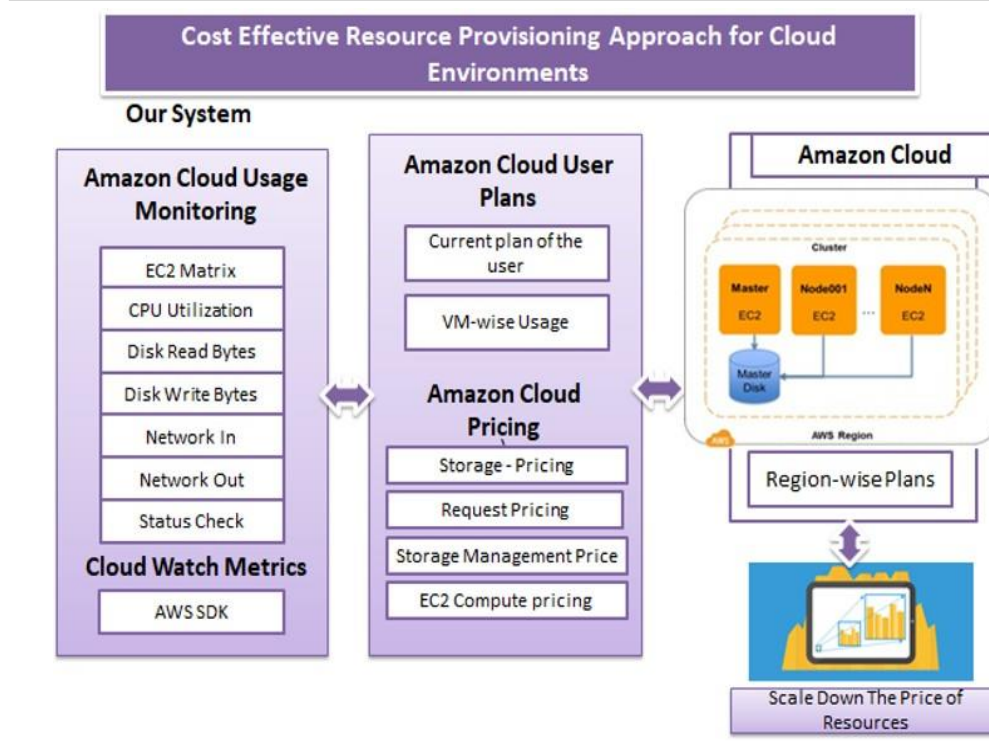 Cost Effective Resource Provisioning Approach for Cloud
Environments
Our System
Amazon Cloud Usage
Monitoring
EC2 Matrix
CPU Utilization
Disk Read Bytes
Disk Write Bytes
Network In
Network Out
Status Check
Cloud Watch Metrics
AWS SDK
Amazon Cloud User
Plans
Current plan of the
user
VM-wise Usage
Amazon Cloud
Pricing
Storage - Pricing
Request Pricing
Storage Management Price
EC2 Compute pricing
Amazon Cloud
Cluster
Master
EC2
Node001
EC2
...
NodeN
EC2
Master
Disk
AWS
AWS Region
Region-wise Plans
Scale Down The Price of
Resources